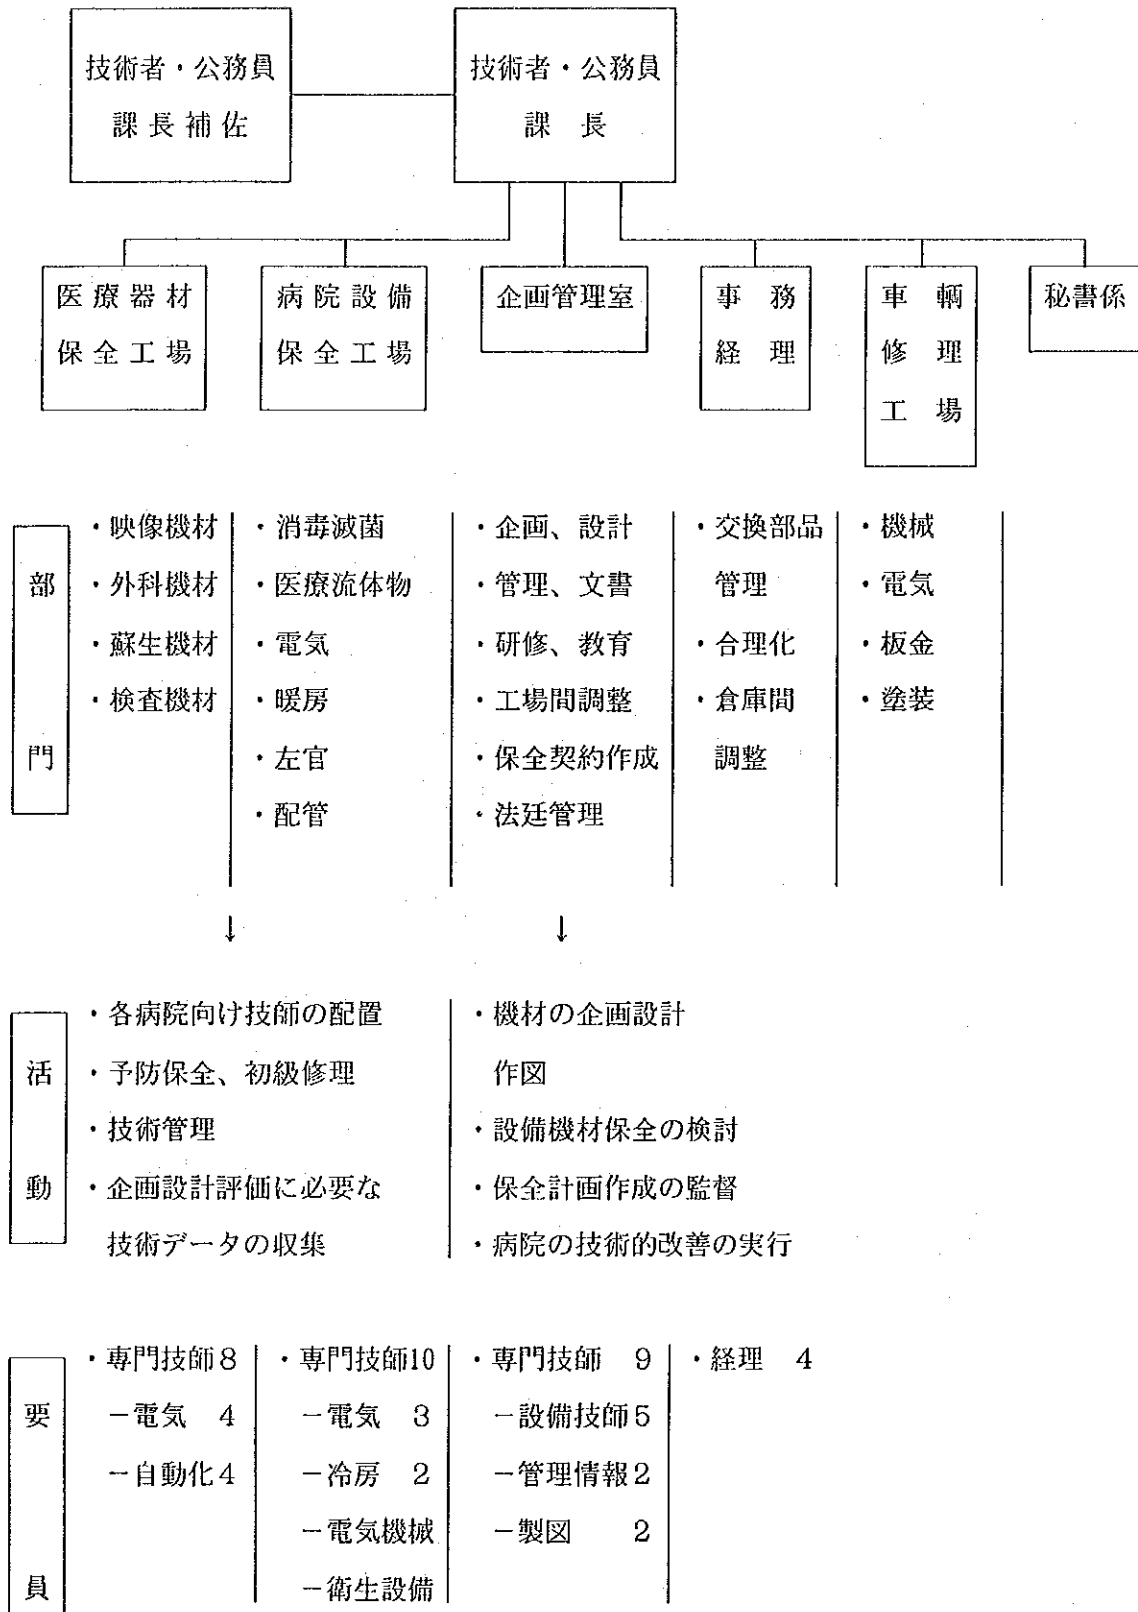 技術者・公務員
課長補佐
技術者・公務員
課 長
医療器材
保全工場
病院設備
保全工場
企画管理室
事 務
経 理
車 輌
修 理
工 場
秘書係
部 門
・映像機材
・外科機材
・蘇生機材
・検査機材
・消毒滅菌
・医療流体物
・電気
・暖房
・左官
・配管
・企画、設計
・管理、文書
・研修、教育
・工場間調整
・保全契約作成
・法廷管理
・交換部品
管理
・合理化
・倉庫間
調整
・機械
・電気
・板金
・塗装
↓
↓
活 動
・各病院向け技師の配置
・予防保全、初級修理
・技術管理
・企画設計評価に必要な
技術データの収集
・機材の企画設計
作図
・設備機材保全の検討
・保全計画作成の監督
・病院の技術的改善の実行
要 員
・専門技師8
－電気 4
－自動化4
・専門技師10
－電気 3
－冷房 2
－電気機械
－衛生設備
・専門技師 9
－設備技師5
－管理情報2
－製図 2
・経理 4